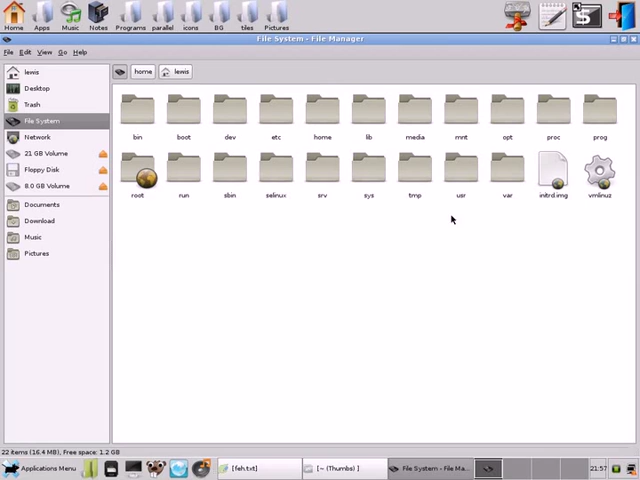 Home Apps Music Notes Programs parallel icons BG tiles Pictures
File System - File Manager
File Edit View Go Help
home lewis
lewis
Desktop
Trash
File System
Network
21 GB Volume
Floppy Disk
8.0 GB Volume
Documents
Download
Music
Pictures
bin boot dev etc home lib media mnt opt proc prog
root run sbin selinux srv sys tmp usr var initrd.img vmlinuz
22 items (16.4 MB), Free space: 1.2 GB
Applications Menu [feh.txt] [~ (Thumbs) ] File System - File Ma... 21:57